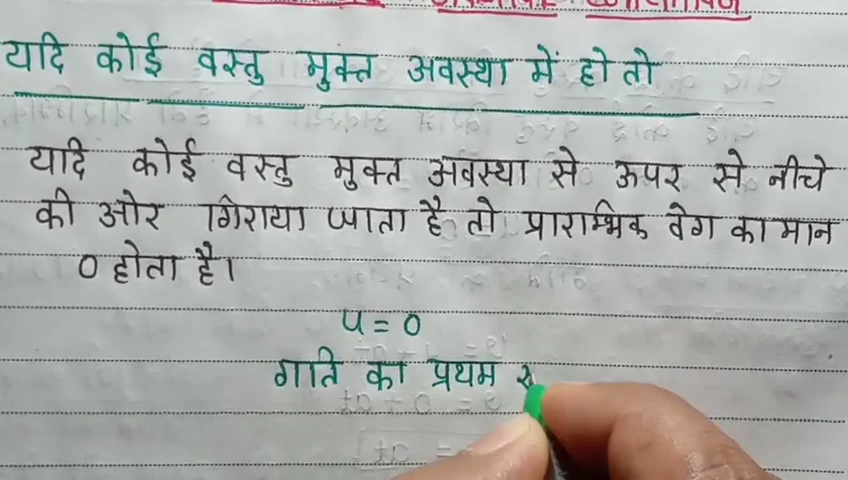 यदि कोई वस्तु मुक्त अवस्था में हो तो
यदि कोई वस्तु मुक्त अवस्था से ऊपर से नीचे
की ओर गिराया जाता है तो प्रारम्भिक वेग का मान
0 होता है।
u = 0
गति का प्रथम